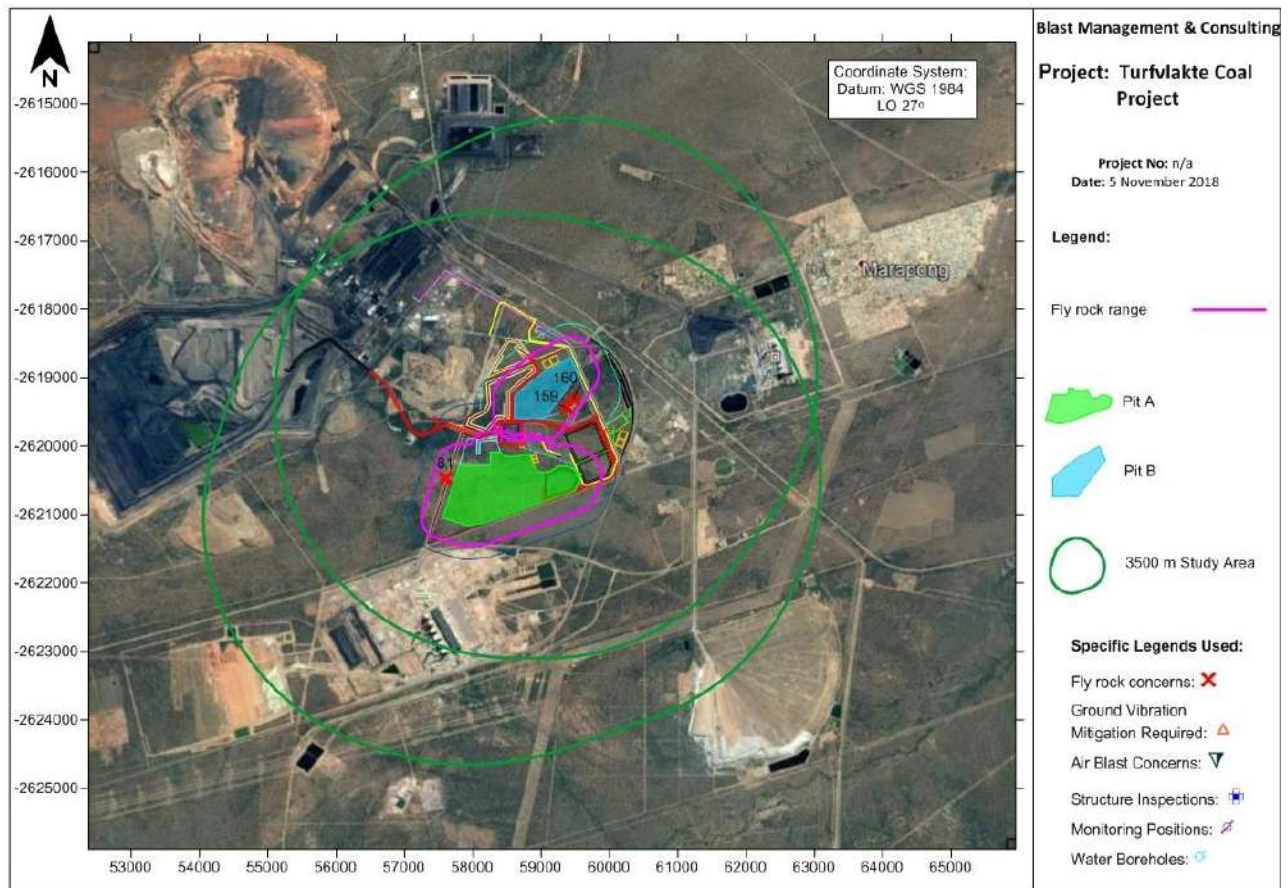 N
Coordinate System:
Datum: WGS 1984
LO 27°
-2615000
-2616000
-2617000
-2618000
-2619000
-2620000
-2621000
-2622000
-2623000
-2624000
-2625000
53000
54000
55000
56000
57000
58000
59000
60000
61000
62000
63000
64000
65000
Marapong
160
159
81
Blast Management & Consulting
Project: Turfvlakte Coal
Project
Project No: n/a
Date: 5 November 2018
Legend:
Fly rock range
Pit A
Pit B
3500 m Study Area
Specific Legends Used:
Fly rock concerns:
Ground Vibration
Mitigation Required:
Air Blast Concerns:
Structure Inspections:
Monitoring Positions:
Water Boreholes: